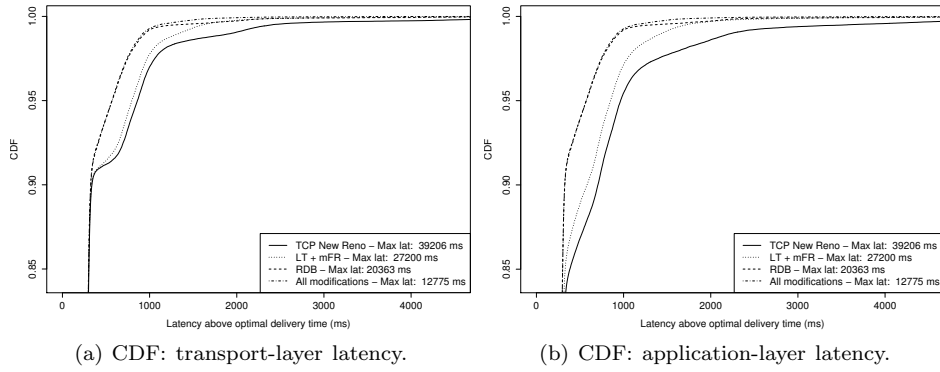 1.00
0.95
0.90
0.85
CDF
0 1000 2000 3000 4000
Latency above optimal delivery time (ms)
TCP New Reno − Max lat: 39206 ms
LT + mFR − Max lat: 27200 ms
RDB − Max lat: 20363 ms
All modifications − Max lat: 12775 ms
(a) CDF: transport-layer latency.
1.00
0.95
0.90
0.85
CDF
0 1000 2000 3000 4000
Latency above optimal delivery time (ms)
TCP New Reno − Max lat: 39206 ms
LT + mFR − Max lat: 27200 ms
RDB − Max lat: 20363 ms
All modifications − Max lat: 12775 ms
(b) CDF: application-layer latency.